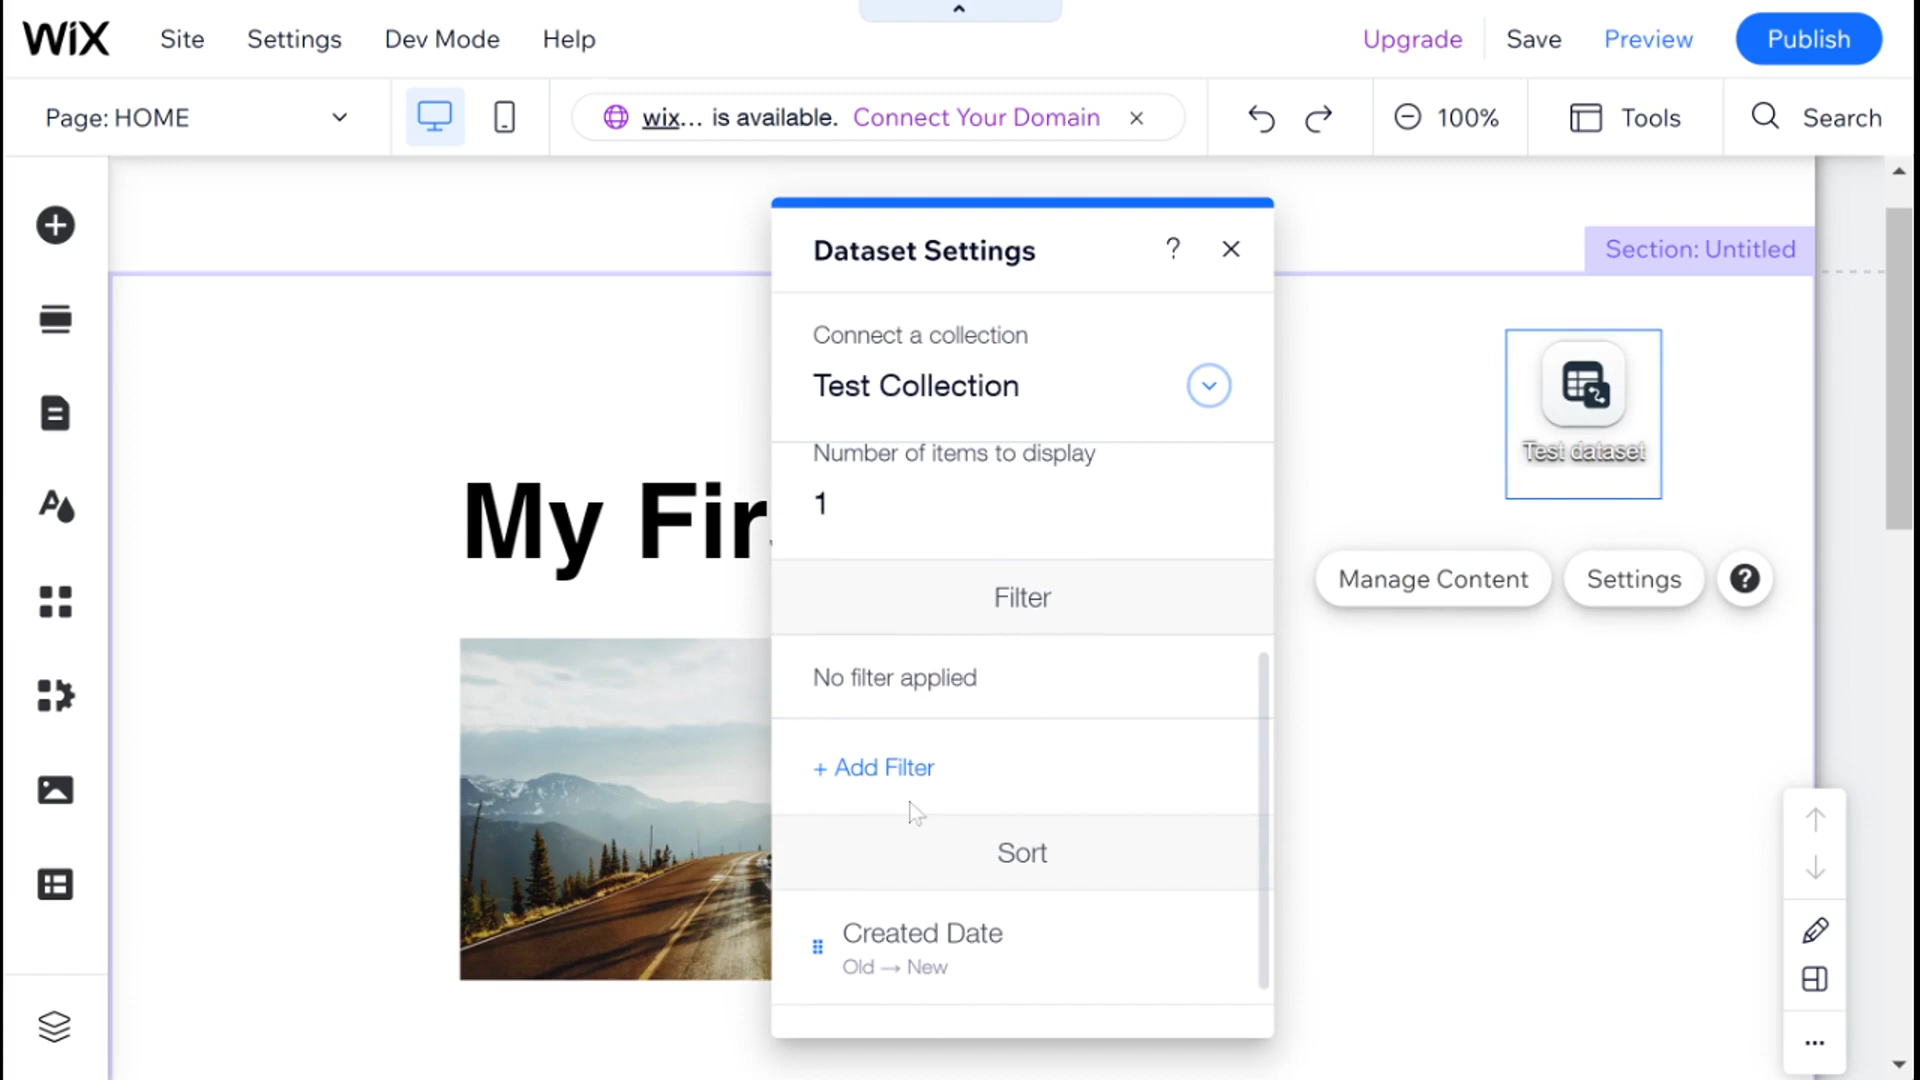 WiX Site Settings Dev Mode Help Upgrade Save Preview Publish
Page: HOME wix... is available. Connect Your Domain 100% Tools Search
Section: Untitled
Dataset Settings ?
Connect a collection
Test Collection
Number of items to display
1
Filter
No filter applied
+ Add Filter
Sort
Created Date
Old → New
My Fir
Test dataset
Manage Content Settings ?